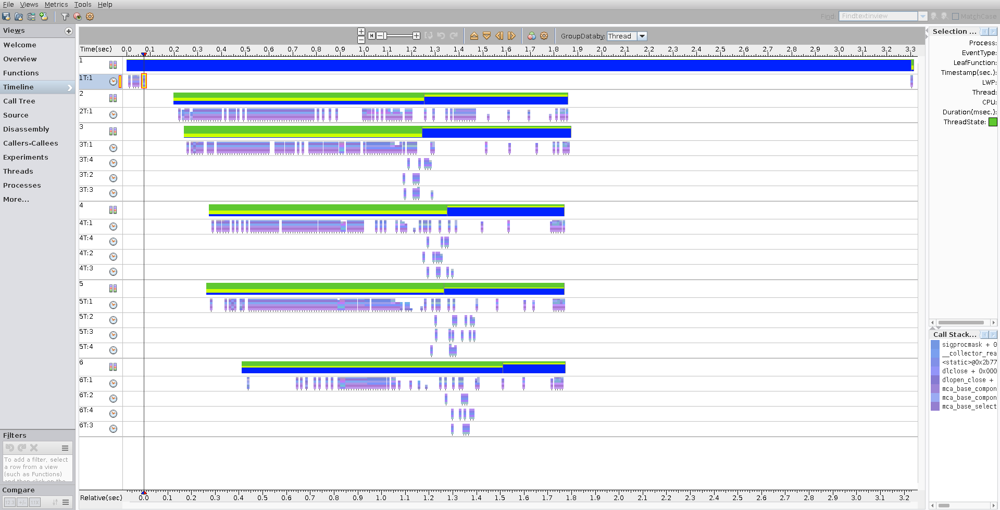 File Views Metrics Tools Help
Find: Findtextinview MatchCase
Views
Welcome
Overview
Functions
Timeline
Call Tree
Source
Disassembly
Callers-Callees
Experiments
Threads
Processes
More...
Filters
To add a filter, select
a row from a view
(such as Functions)
and then click on the
Compare
12.3 +/- 1.1X
GroupDataby: Thread
Time(sec) 0.0 0.1 0.2 0.3 0.4 0.5 0.6 0.7 0.8 0.9 1.0 1.1 1.2 1.3 1.4 1.5 1.6 1.7 1.8 1.9 2.0 2.1 2.2 2.3 2.4 2.5 2.6 2.7 2.8 2.9 3.0 3.1 3.2 3.3
1
1T:1
2
2T:1
3
3T:1
3T:4
3T:2
3T:3
4
4T:1
4T:4
4T:2
4T:3
5
5T:1
5T:2
5T:3
5T:4
6
6T:1
6T:2
6T:4
6T:3
Relative(sec) 0.0 0.1 0.2 0.3 0.4 0.5 0.6 0.7 0.8 0.9 1.0 1.1 1.2 1.3 1.4 1.5 1.6 1.7 1.8 1.9 2.0 2.1 2.2 2.3 2.4 2.5 2.6 2.7 2.8 2.9 3.0 3.1 3.2
Selection ...
Process:
EventType:
LeafFunction:
Timestamp(sec.):
LWP:
Thread:
CPU:
Duration(msec.):
ThreadState:
Call Stack...
sigprocmask + 0
__collector_rea
<static>@0x2b77
dlclose + 0x000
dlopen_close +
mca_base_compon
mca_base_compon
mca_base_select